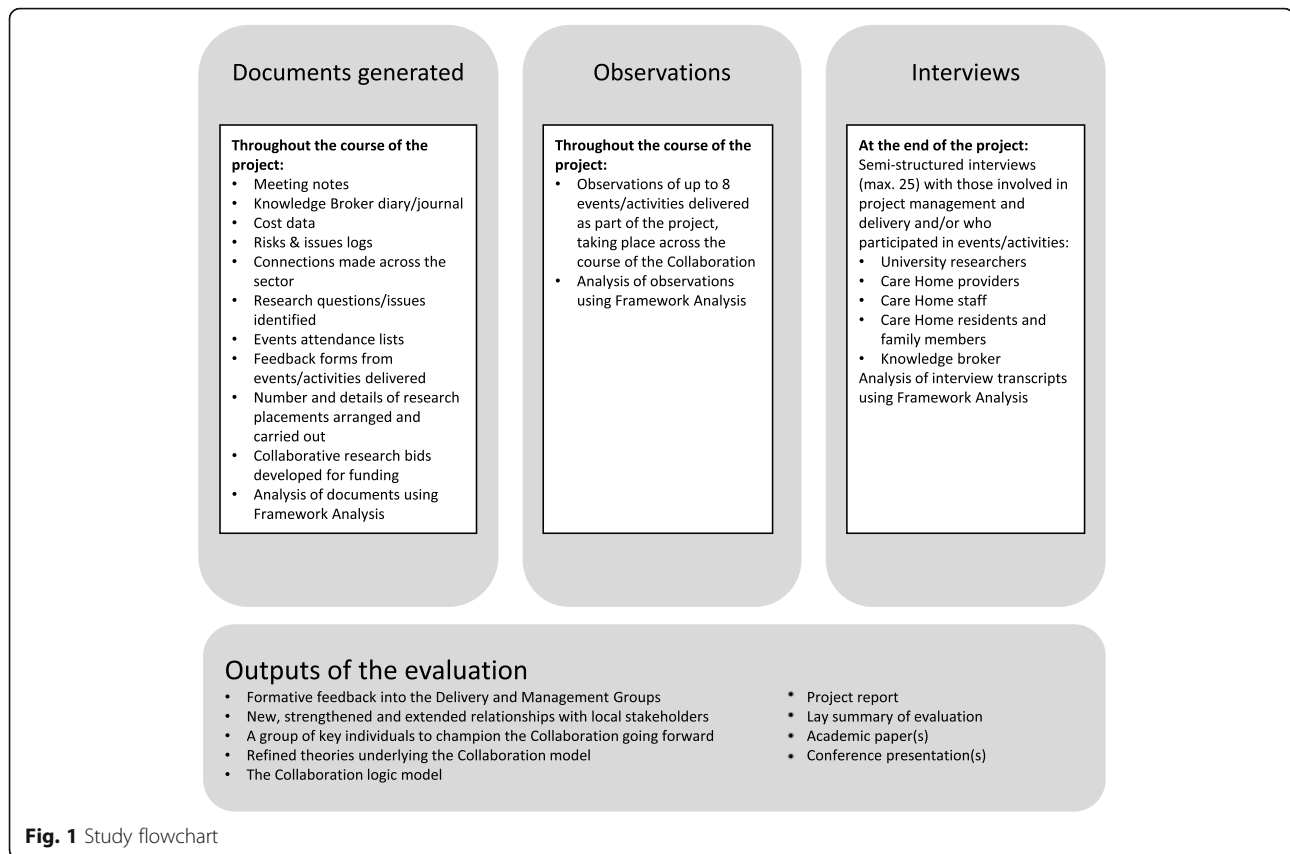 Documents generated
Throughout the course of the
project:
• Meeting notes
• Knowledge Broker diary/journal
• Cost data
• Risks & issues logs
• Connections made across the
sector
• Research questions/issues
identified
• Events attendance lists
• Feedback forms from
events/activities delivered
• Number and details of research
placements arranged and
carried out
• Collaborative research bids
developed for funding
• Analysis of documents using
Framework Analysis
Observations
Throughout the course of the
project:
• Observations of up to 8
events/activities delivered
as part of the project,
taking place across the
course of the Collaboration
• Analysis of observations
using Framework Analysis
Interviews
At the end of the project:
Semi-structured interviews
(max. 25) with those involved in
project management and
delivery and/or who
participated in events/activities:
• University researchers
• Care Home providers
• Care Home staff
• Care Home residents and
family members
• Knowledge broker
Analysis of interview transcripts
using Framework Analysis
Outputs of the evaluation
• Formative feedback into the Delivery and Management Groups
• New, strengthened and extended relationships with local stakeholders
• A group of key individuals to champion the Collaboration going forward
• Refined theories underlying the Collaboration model
• The Collaboration logic model
• Project report
• Lay summary of evaluation
• Academic paper(s)
• Conference presentation(s)
Fig. 1 Study flowchart